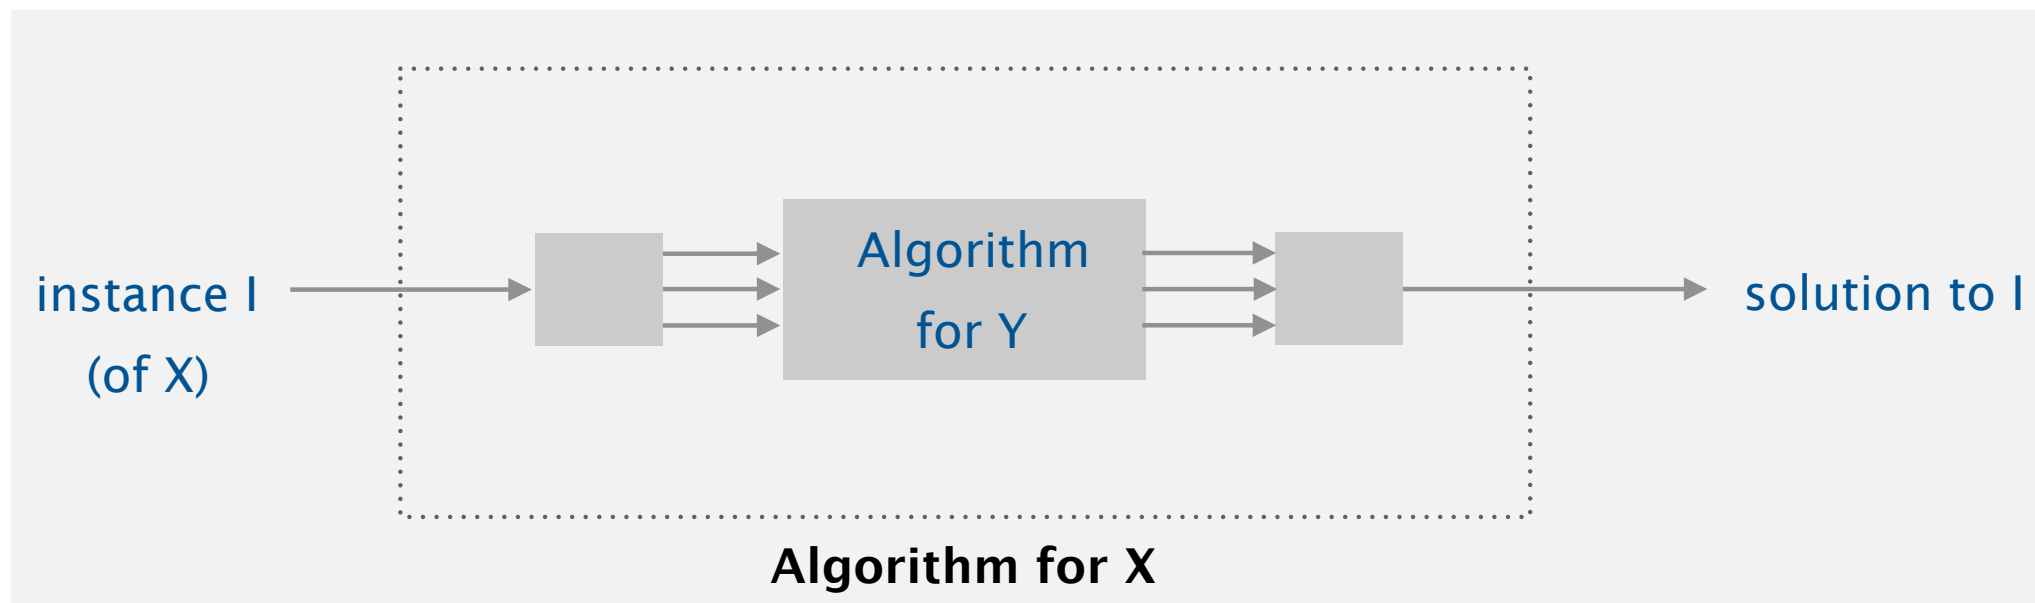 instance I
(of X)
Algorithm
for Y
solution to I
Algorithm for X